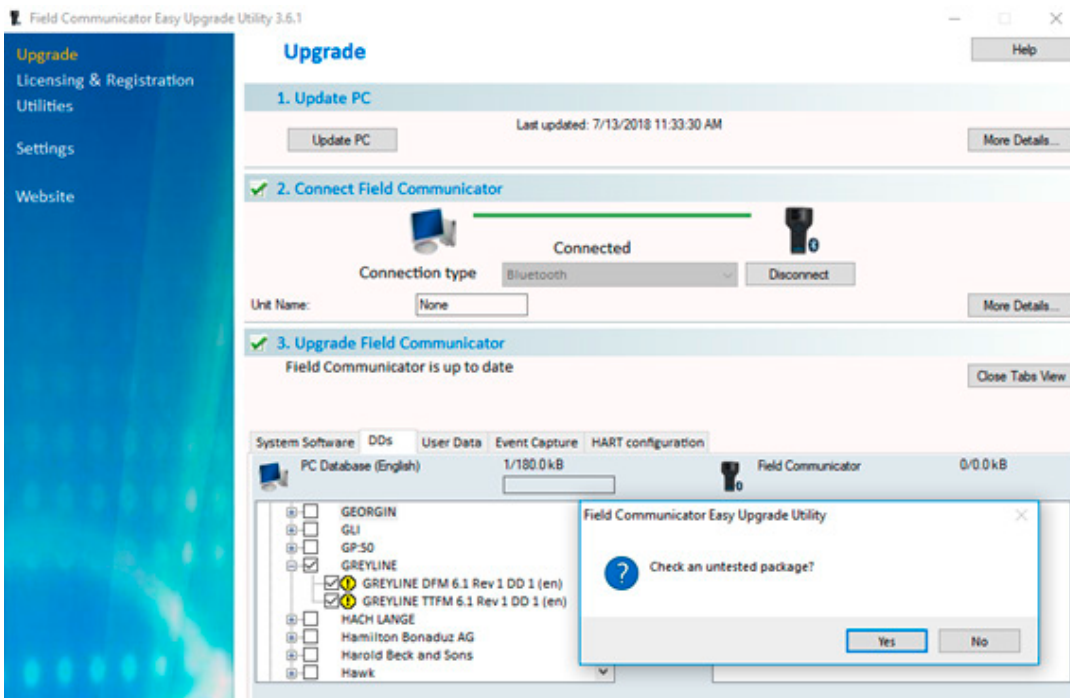 Field Communicator Easy Upgrade Utility 3.6.1
Upgrade
Licensing & Registration
Utilities
Settings
Website
Upgrade
Help
1. Update PC
Update PC
Last updated: 7/13/2018 11:33:30 AM
More Details...
2. Connect Field Communicator
Connected
Connection type
Bluetooth
Disconnect
Unit Name:
None
More Details...
3. Upgrade Field Communicator
Field Communicator is up to date
Close Tabs View
System Software
DDs
User Data
Event Capture
HART configuration
PC Database (English)
1/180.0 kB
Field Communicator
0/0.0 kB
GEORGIN
GLI
GP:50
GREYLINE
GREYLINE DFM 6.1 Rev 1 DD 1 (en)
GREYLINE TTFM 6.1 Rev 1 DD 1 (en)
HACH LANGE
Hamilton Bonaduz AG
Harold Beck and Sons
Hawk
Field Communicator Easy Upgrade Utility
Check an untested package?
Yes
No